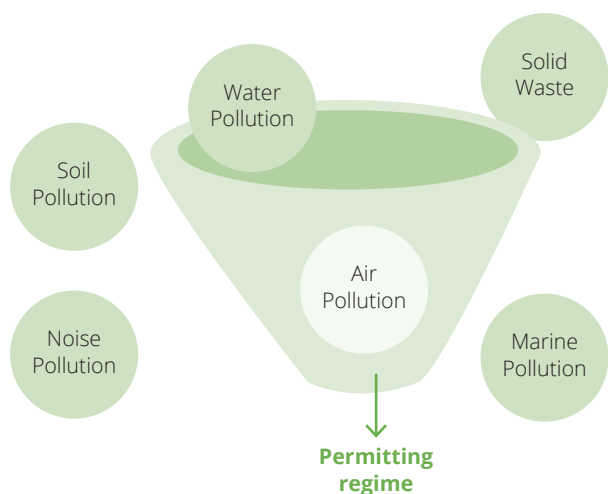 Solid
Waste
Water
Pollution
Soil
Pollution
Air
Pollution
Noise
Pollution
Marine
Pollution
Permitting
regime